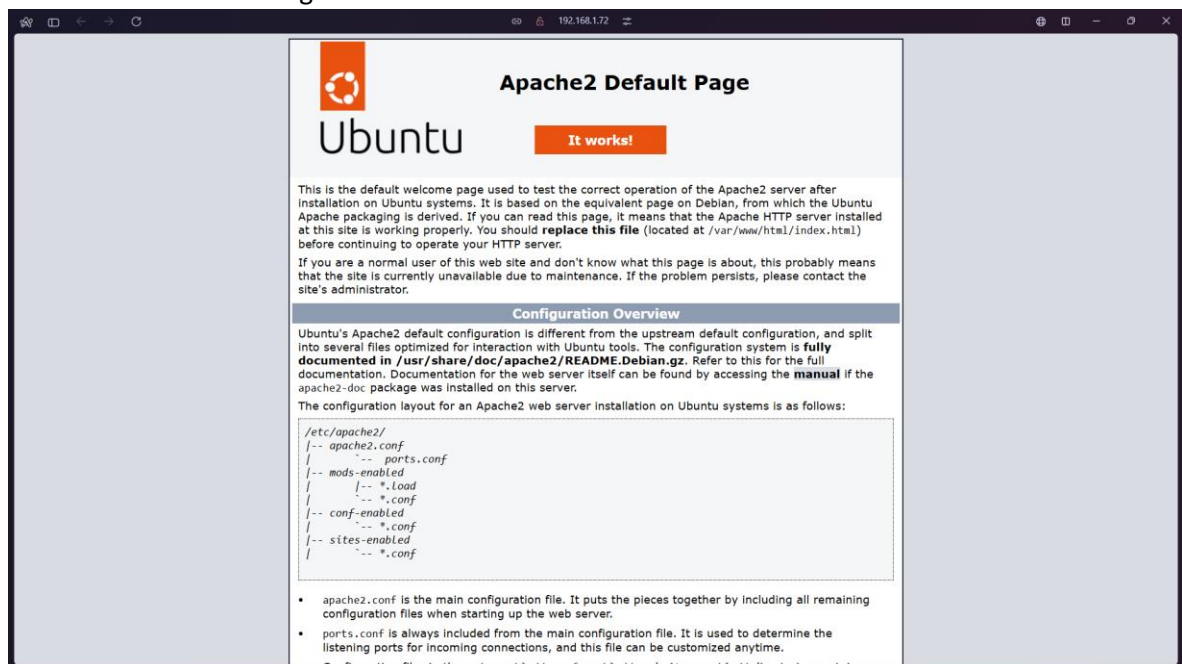 192.168.1.72
Apache2 Default Page
Ubuntu
It works!
This is the default welcome page used to test the correct operation of the Apache2 server after
installation on Ubuntu systems. It is based on the equivalent page on Debian, from which the Ubuntu
Apache packaging is derived. If you can read this page, it means that the Apache HTTP server installed
at this site is working properly. You should replace this file (located at /var/www/html/index.html)
before continuing to operate your HTTP server.
If you are a normal user of this web site and don't know what this page is about, this probably means
that the site is currently unavailable due to maintenance. If the problem persists, please contact the
site's administrator.
Configuration Overview
Ubuntu's Apache2 default configuration is different from the upstream default configuration, and split
into several files optimized for interaction with Ubuntu tools. The configuration system is fully
documented in /usr/share/doc/apache2/README.Debian.gz. Refer to this for the full
documentation. Documentation for the web server itself can be found by accessing the manual if the
apache2-doc package was installed on this server.
The configuration layout for an Apache2 web server installation on Ubuntu systems is as follows:
/etc/apache2/
|-- apache2.conf
|       `--  ports.conf
|-- mods-enabled
|       |-- *.load
|       `-- *.conf
|-- conf-enabled
|       `-- *.conf
|-- sites-enabled
|       `-- *.conf
• apache2.conf is the main configuration file. It puts the pieces together by including all remaining
configuration files when starting up the web server.
• ports.conf is always included from the main configuration file. It is used to determine the
listening ports for incoming connections, and this file can be customized anytime.